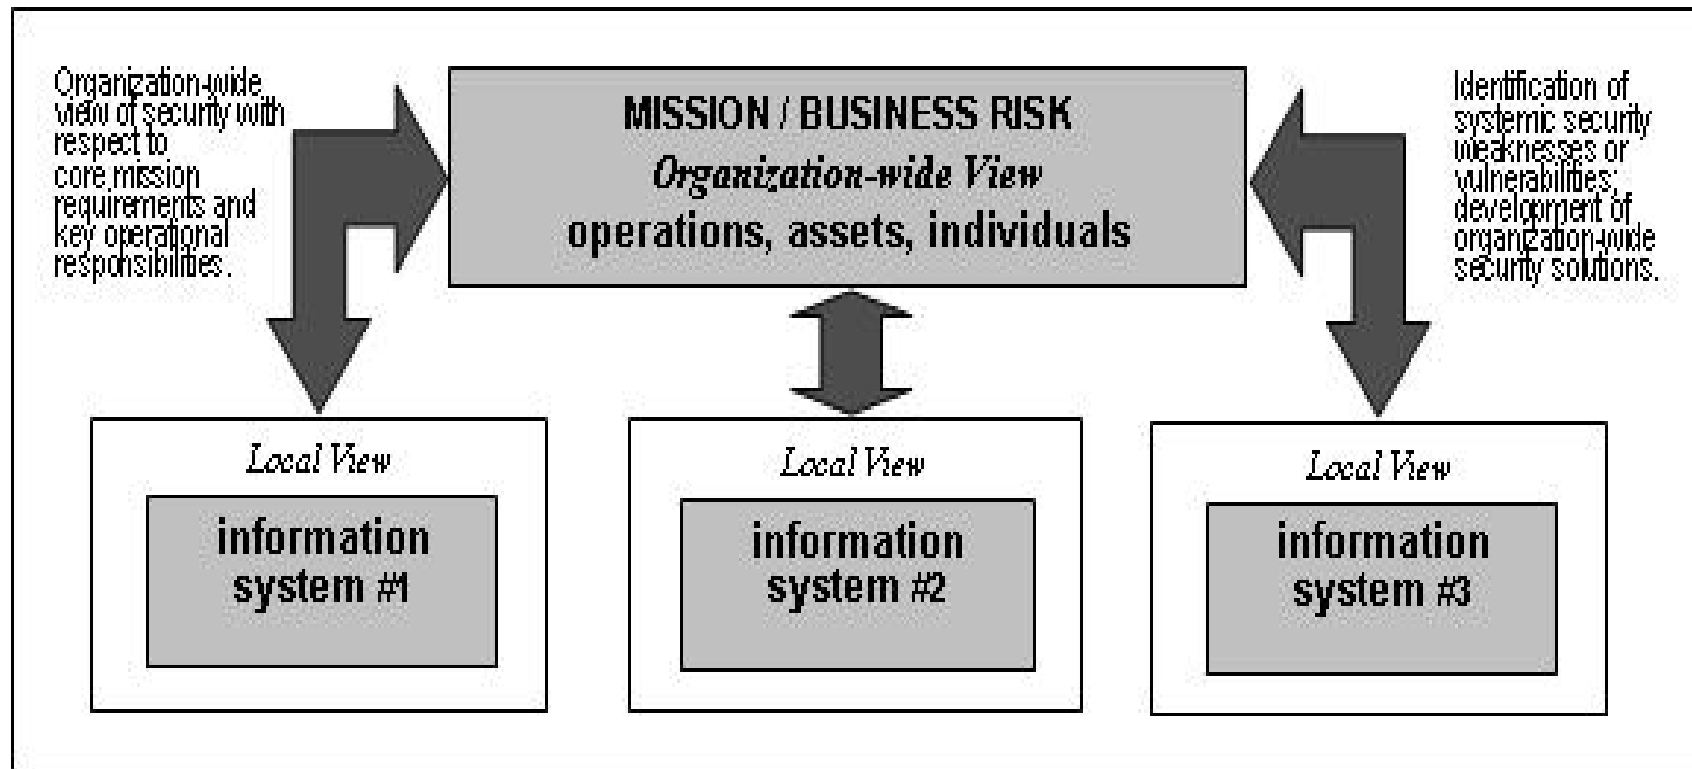 Organization-wide
view of security with
respect to
core mission
requirements and
key operational
responsibilities.
MISSION / BUSINESS RISK
Organization-wide View
operations, assets, individuals
Identification of
systemic security
weaknesses or
vulnerabilities;
development of
organization-wide
security solutions.
Local View
information
system #1
Local View
information
system #2
Local View
information
system #3